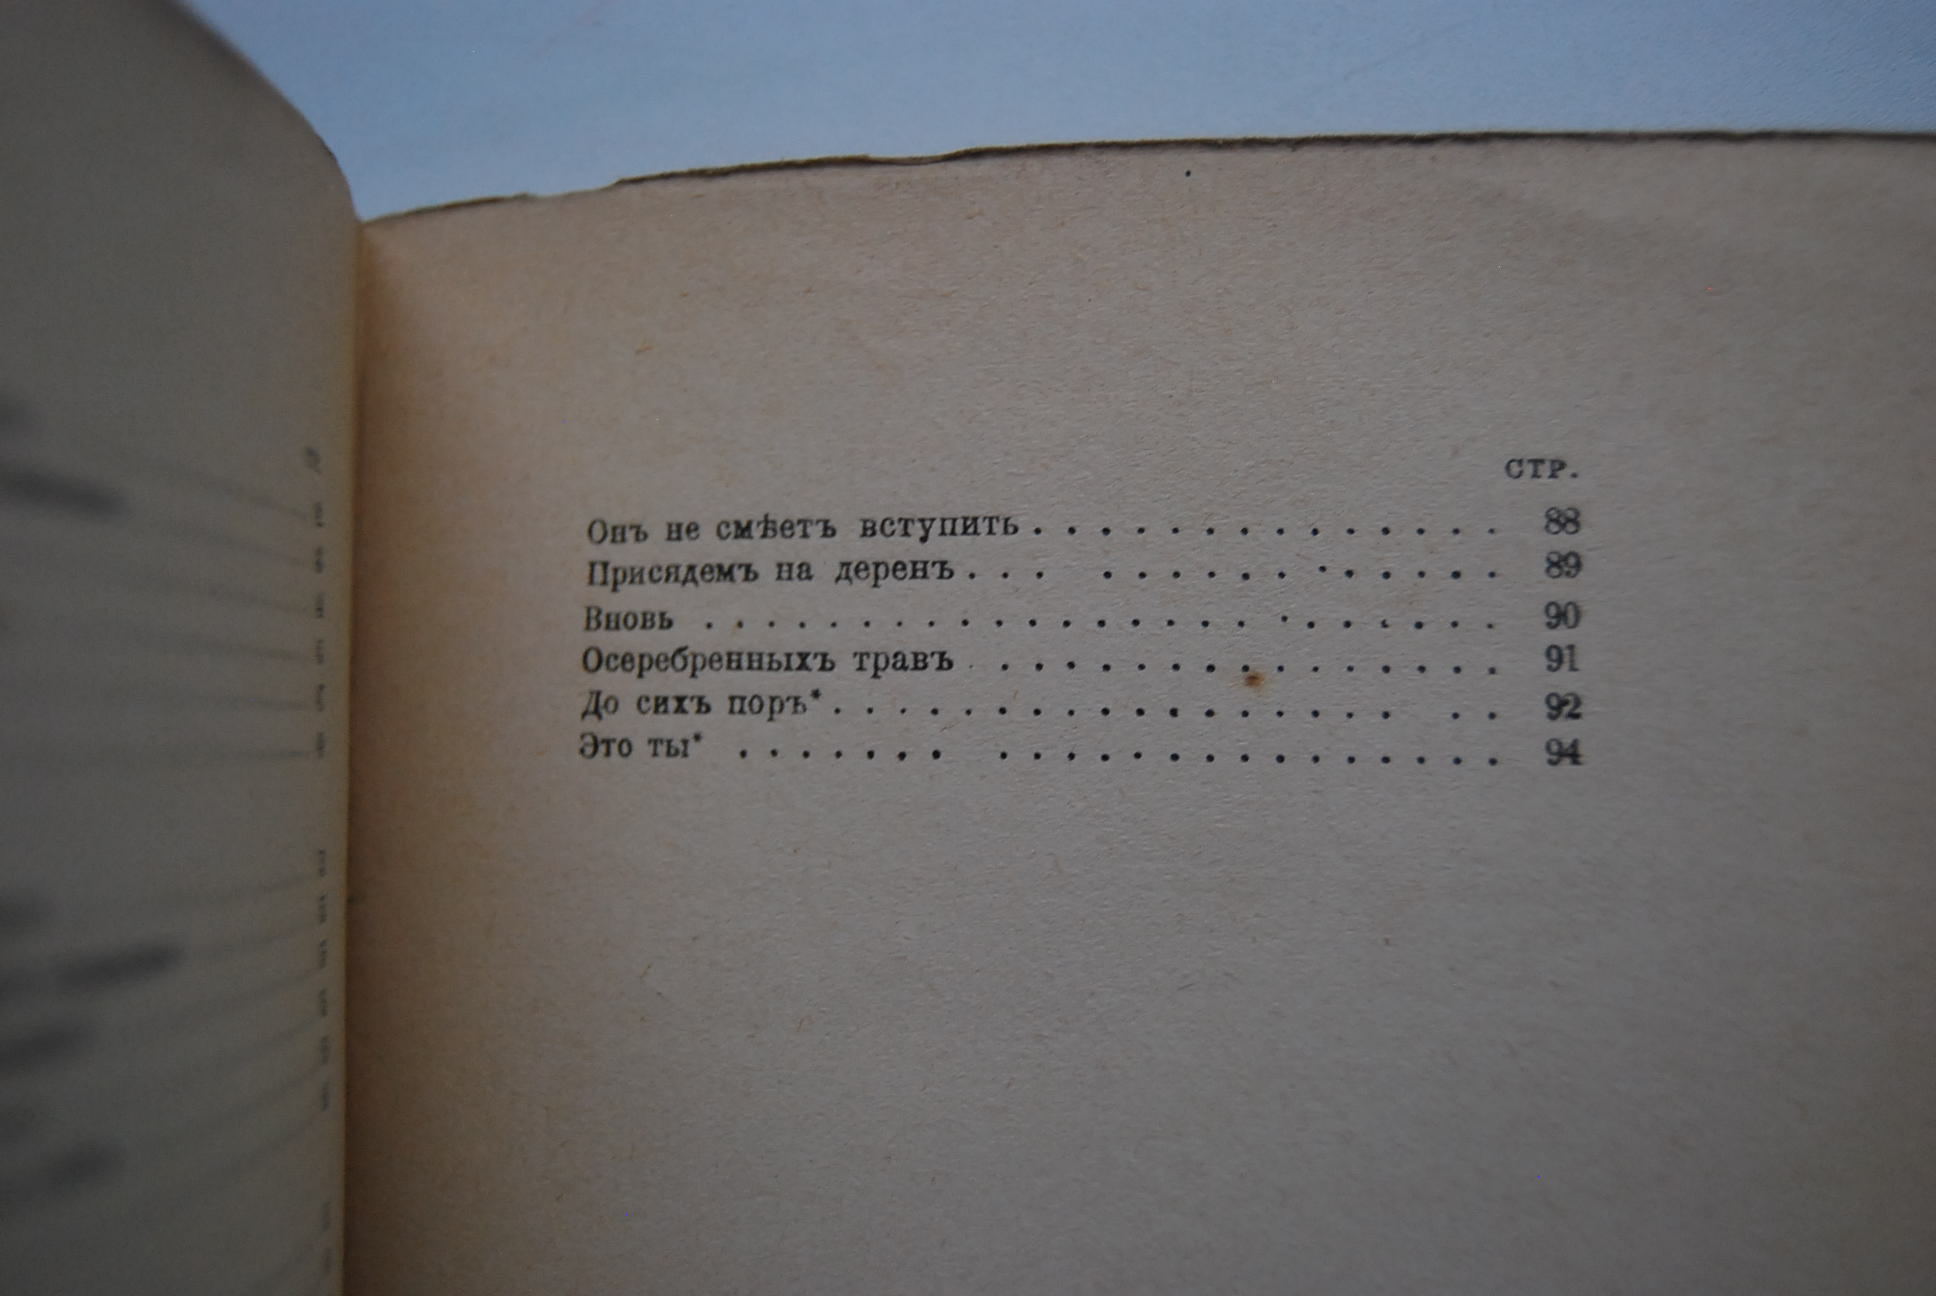 СТР.
Онъ не смѣетъ вступить . . . . . . . . . . . . . . . 88
Присядемъ на деренъ . . . . . . . . . . . . . . . . 89
Вновь . . . . . . . . . . . . . . . . . . . . . . . . 90
Осеребренныхъ травъ . . . . . . . . . . . . . . . . . 91
До сихъ поръ* . . . . . . . . . . . . . . . . . . . . 92
Это ты* . . . . . . . . . . . . . . . . . . . . . . . 94